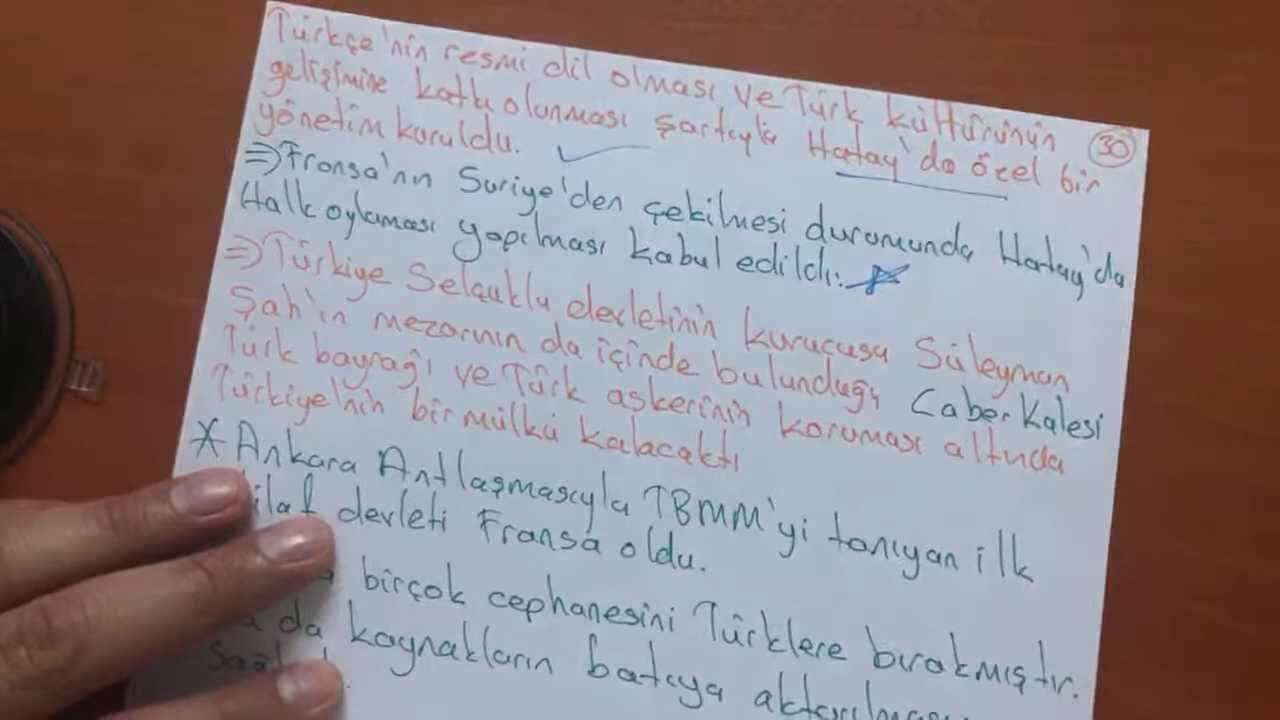 Türkçe'nin resmi dil olması ve Türk kültürünün
gelişimine katkı olunması şartıyla Hatay'da özel bir
yönetim kuruldu.
30
⇒Fransa'nın Suriye'den çekilmesi durumunda Hatay'da
Halk oylaması yapılması kabul edildi.
⇒Türkiye Selçuklu devletinin kurucusu Süleyman
Şah'ın mezarının da içinde bulunduğu Caber Kalesi
Türk bayrağı ve Türk askerinin koruması altında
Türkiye'nin bir mülkü kalacaktı
* Ankara Antlaşmasıyla TBMM'yi tanıyan ilk
devleti Fransa oldu.
birçok cephanesini Türklere bırakmıştır.
da kaynakların batıya